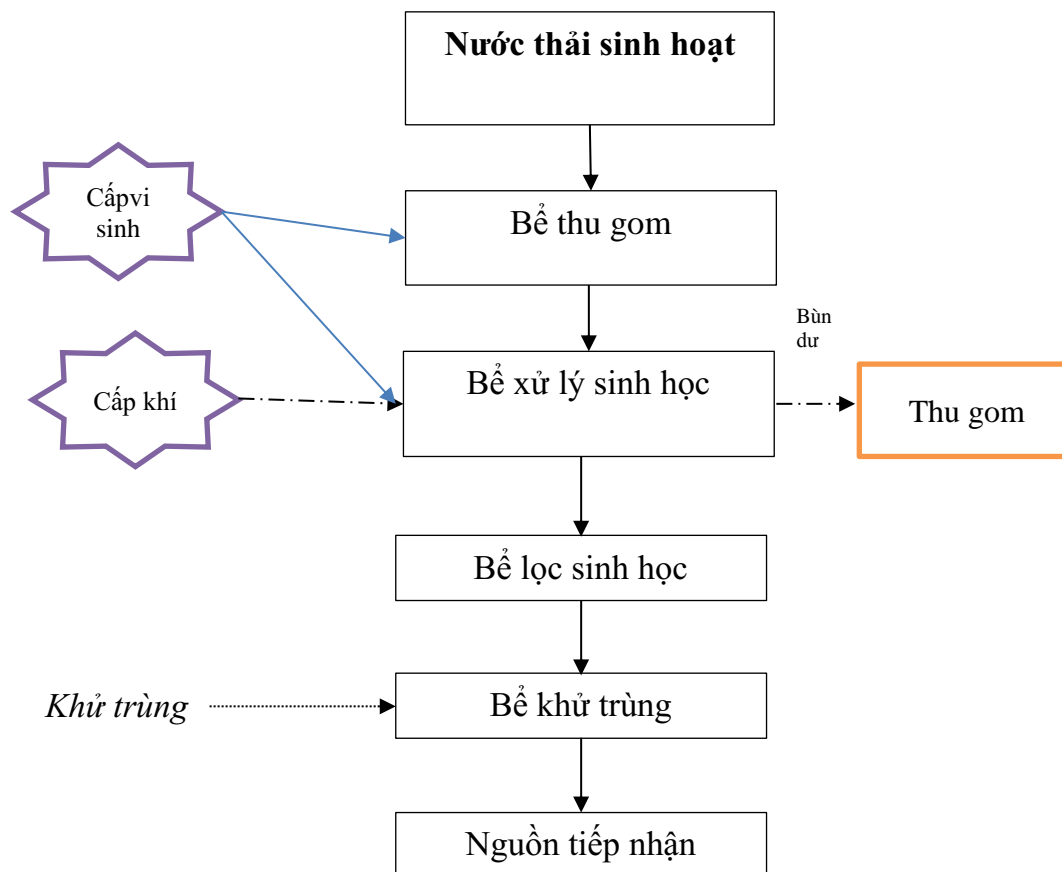 Nước thải sinh hoạt
Cấpvi
sinh
Bể thu gom
Bùn
dư
Cấp khí
Bể xử lý sinh học
Thu gom
Bể lọc sinh học
Khử trùng
Bể khử trùng
Nguồn tiếp nhận